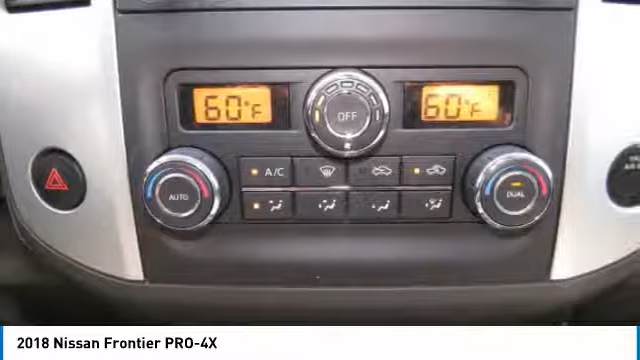 60°F
60°F
OFF
A/C
AUTO
DUAL
2018 Nissan Frontier PRO-4X